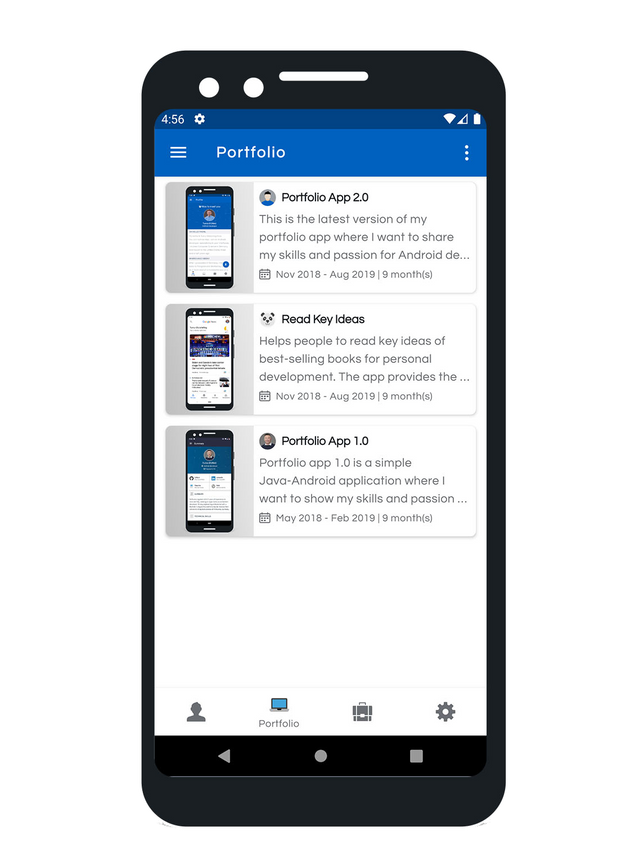 4:56
Portfolio
Portfolio App 2.0
This is the latest version of my
portfolio app where I want to share
my skills and passion for Android de...
Nov 2018 - Aug 2019 | 9 month(s)
Read Key Ideas
Helps people to read key ideas of
best-selling books for personal
development. The app provides the ...
Nov 2018 - Aug 2019 | 9 month(s)
Portfolio App 1.0
Portfolio app 1.0 is a simple
Java-Android application where I
want to show my skills and passion ...
May 2018 - Feb 2019 | 9 month(s)
Portfolio